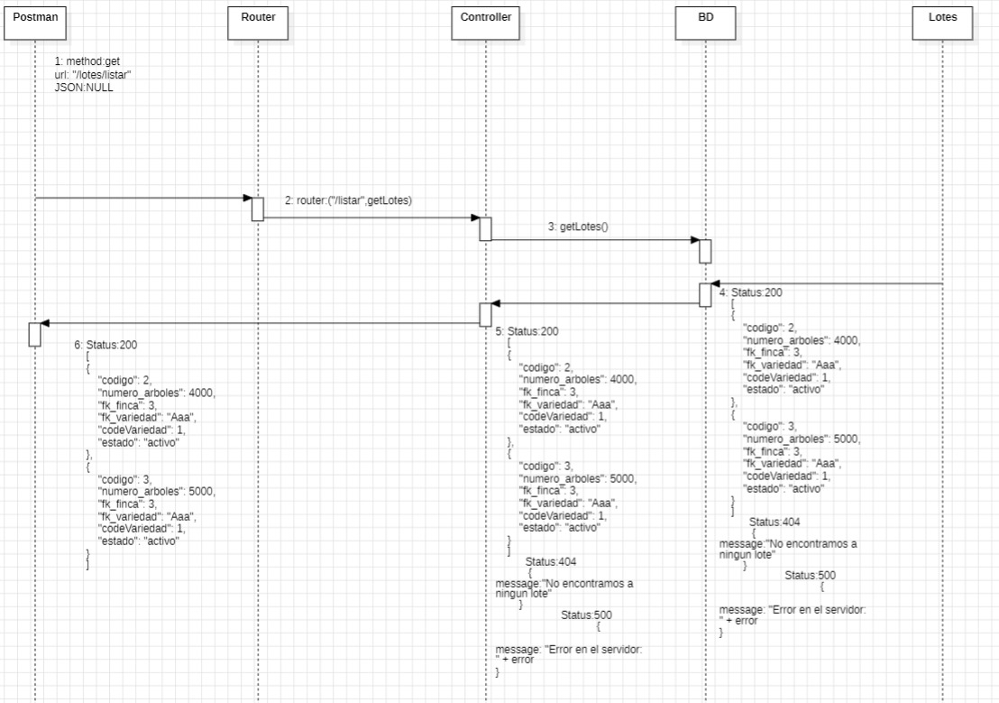 Postman
Router
Controller
BD
Lotes
1: method:get
url: "/lotes/listar"
JSON:NULL
2: router:("/listar",getLotes)
3: getLotes()
4: Status:200
[
{
"codigo": 2,
"numero_arboles": 4000,
"fk_finca": 3,
"fk_variedad": "Aaa",
"codeVariedad": 1,
"estado": "activo"
},
{
"codigo": 3,
"numero_arboles": 5000,
"fk_finca": 3,
"fk_variedad": "Aaa",
"codeVariedad": 1,
"estado": "activo"
}
]
Status:404
{
message:"No encontramos a
ningun lote"
}
Status:500
{
message: "Error en el servidor:
" + error
}
5: Status:200
[
{
"codigo": 2,
"numero_arboles": 4000,
"fk_finca": 3,
"fk_variedad": "Aaa",
"codeVariedad": 1,
"estado": "activo"
},
{
"codigo": 3,
"numero_arboles": 5000,
"fk_finca": 3,
"fk_variedad": "Aaa",
"codeVariedad": 1,
"estado": "activo"
}
]
Status:404
{
message:"No encontramos a
ningun lote"
}
Status:500
{
message: "Error en el servidor:
" + error
}
6: Status:200
[
{
"codigo": 2,
"numero_arboles": 4000,
"fk_finca": 3,
"fk_variedad": "Aaa",
"codeVariedad": 1,
"estado": "activo"
},
{
"codigo": 3,
"numero_arboles": 5000,
"fk_finca": 3,
"fk_variedad": "Aaa",
"codeVariedad": 1,
"estado": "activo"
}
]